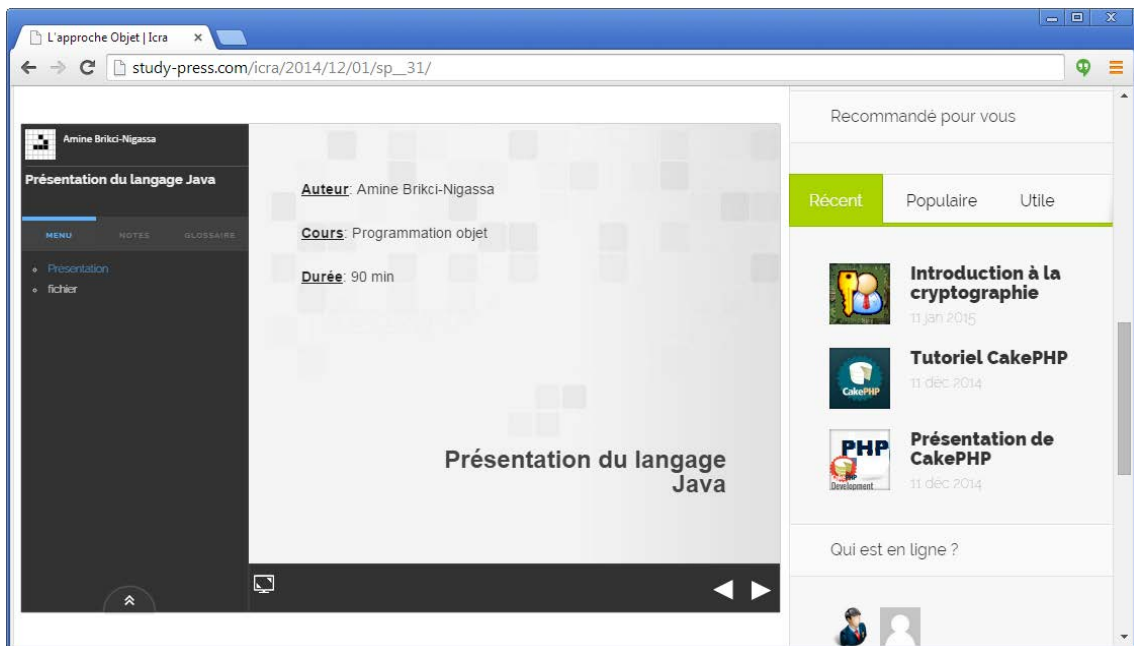 L'approche Objet | Icra
study-press.com/icra/2014/12/01/sp__31/
Amine Brikci-Nigassa
Présentation du langage Java
MENU NOTES GLOSSAIRE
Présentation
fichier
Auteur: Amine Brikci-Nigassa
Cours: Programmation objet
Durée: 90 min
Présentation du langage
Java
Recommandé pour vous
Récent Populaire Utile
Introduction à la
cryptographie
11 jan 2015
CakePHP
Tutoriel CakePHP
11 déc 2014
PHP
Development
Présentation de
CakePHP
11 déc 2014
Qui est en ligne ?